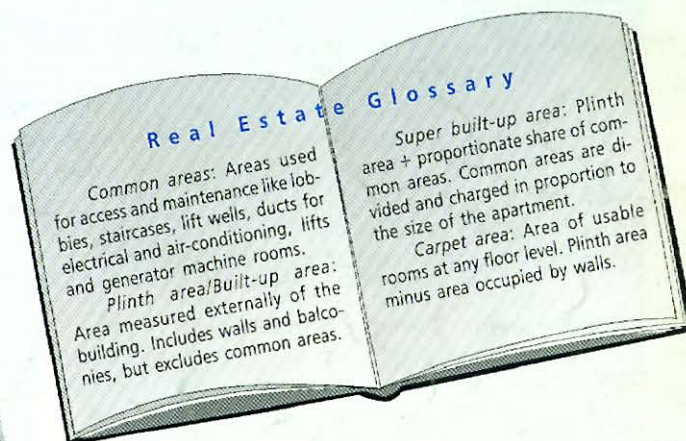 Real Estate Glossary
Common areas: Areas used
for access and maintenance like lob-
bies, staircases, lift wells, ducts for
electrical and air-conditioning, lifts
and generator machine rooms.
Plinth area/Built-up area:
Area measured externally of the
building. Includes walls and balco-
nies, but excludes common areas.
Super built-up area: Plinth
area + proportionate share of com-
mon areas. Common areas are di-
vided and charged in proportion to
the size of the apartment.
Carpet area: Area of usable
rooms at any floor level. Plinth area
minus area occupied by walls.